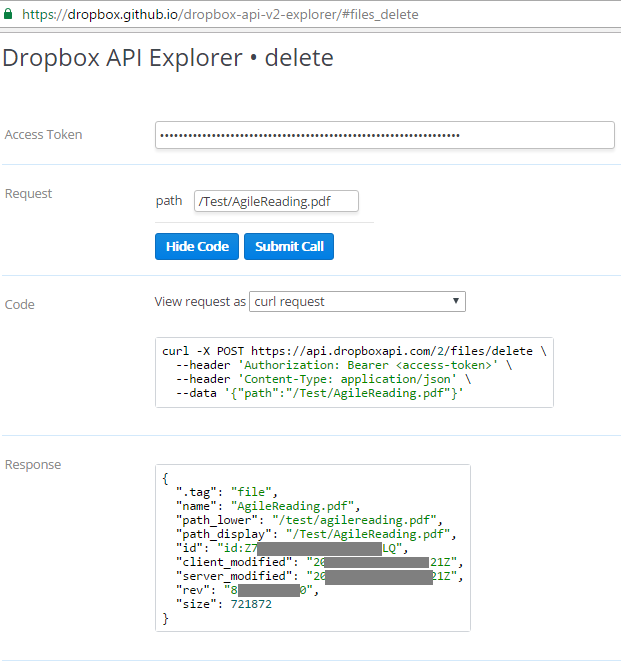 https://dropbox.github.io/dropbox-api-v2-explorer/#files_delete
Dropbox API Explorer • delete
Access Token ••••••••••••••••••••••••••••••••••••••••••••••••••••••••••••••••
Request
path /Test/AgileReading.pdf
Hide Code Submit Call
Code
View request as curl request
curl -X POST https://api.dropboxapi.com/2/files/delete \
--header 'Authorization: Bearer <access-token>' \
--header 'Content-Type: application/json' \
--data '{"path":"/Test/AgileReading.pdf"}'
Response
{
".tag": "file",
"name": "AgileReading.pdf",
"path_lower": "/test/agilereading.pdf",
"path_display": "/Test/AgileReading.pdf",
"id": "id:Z7 LQ",
"client_modified": "20 21Z",
"server_modified": "20 21Z",
"rev": "8 0",
"size": 721872
}